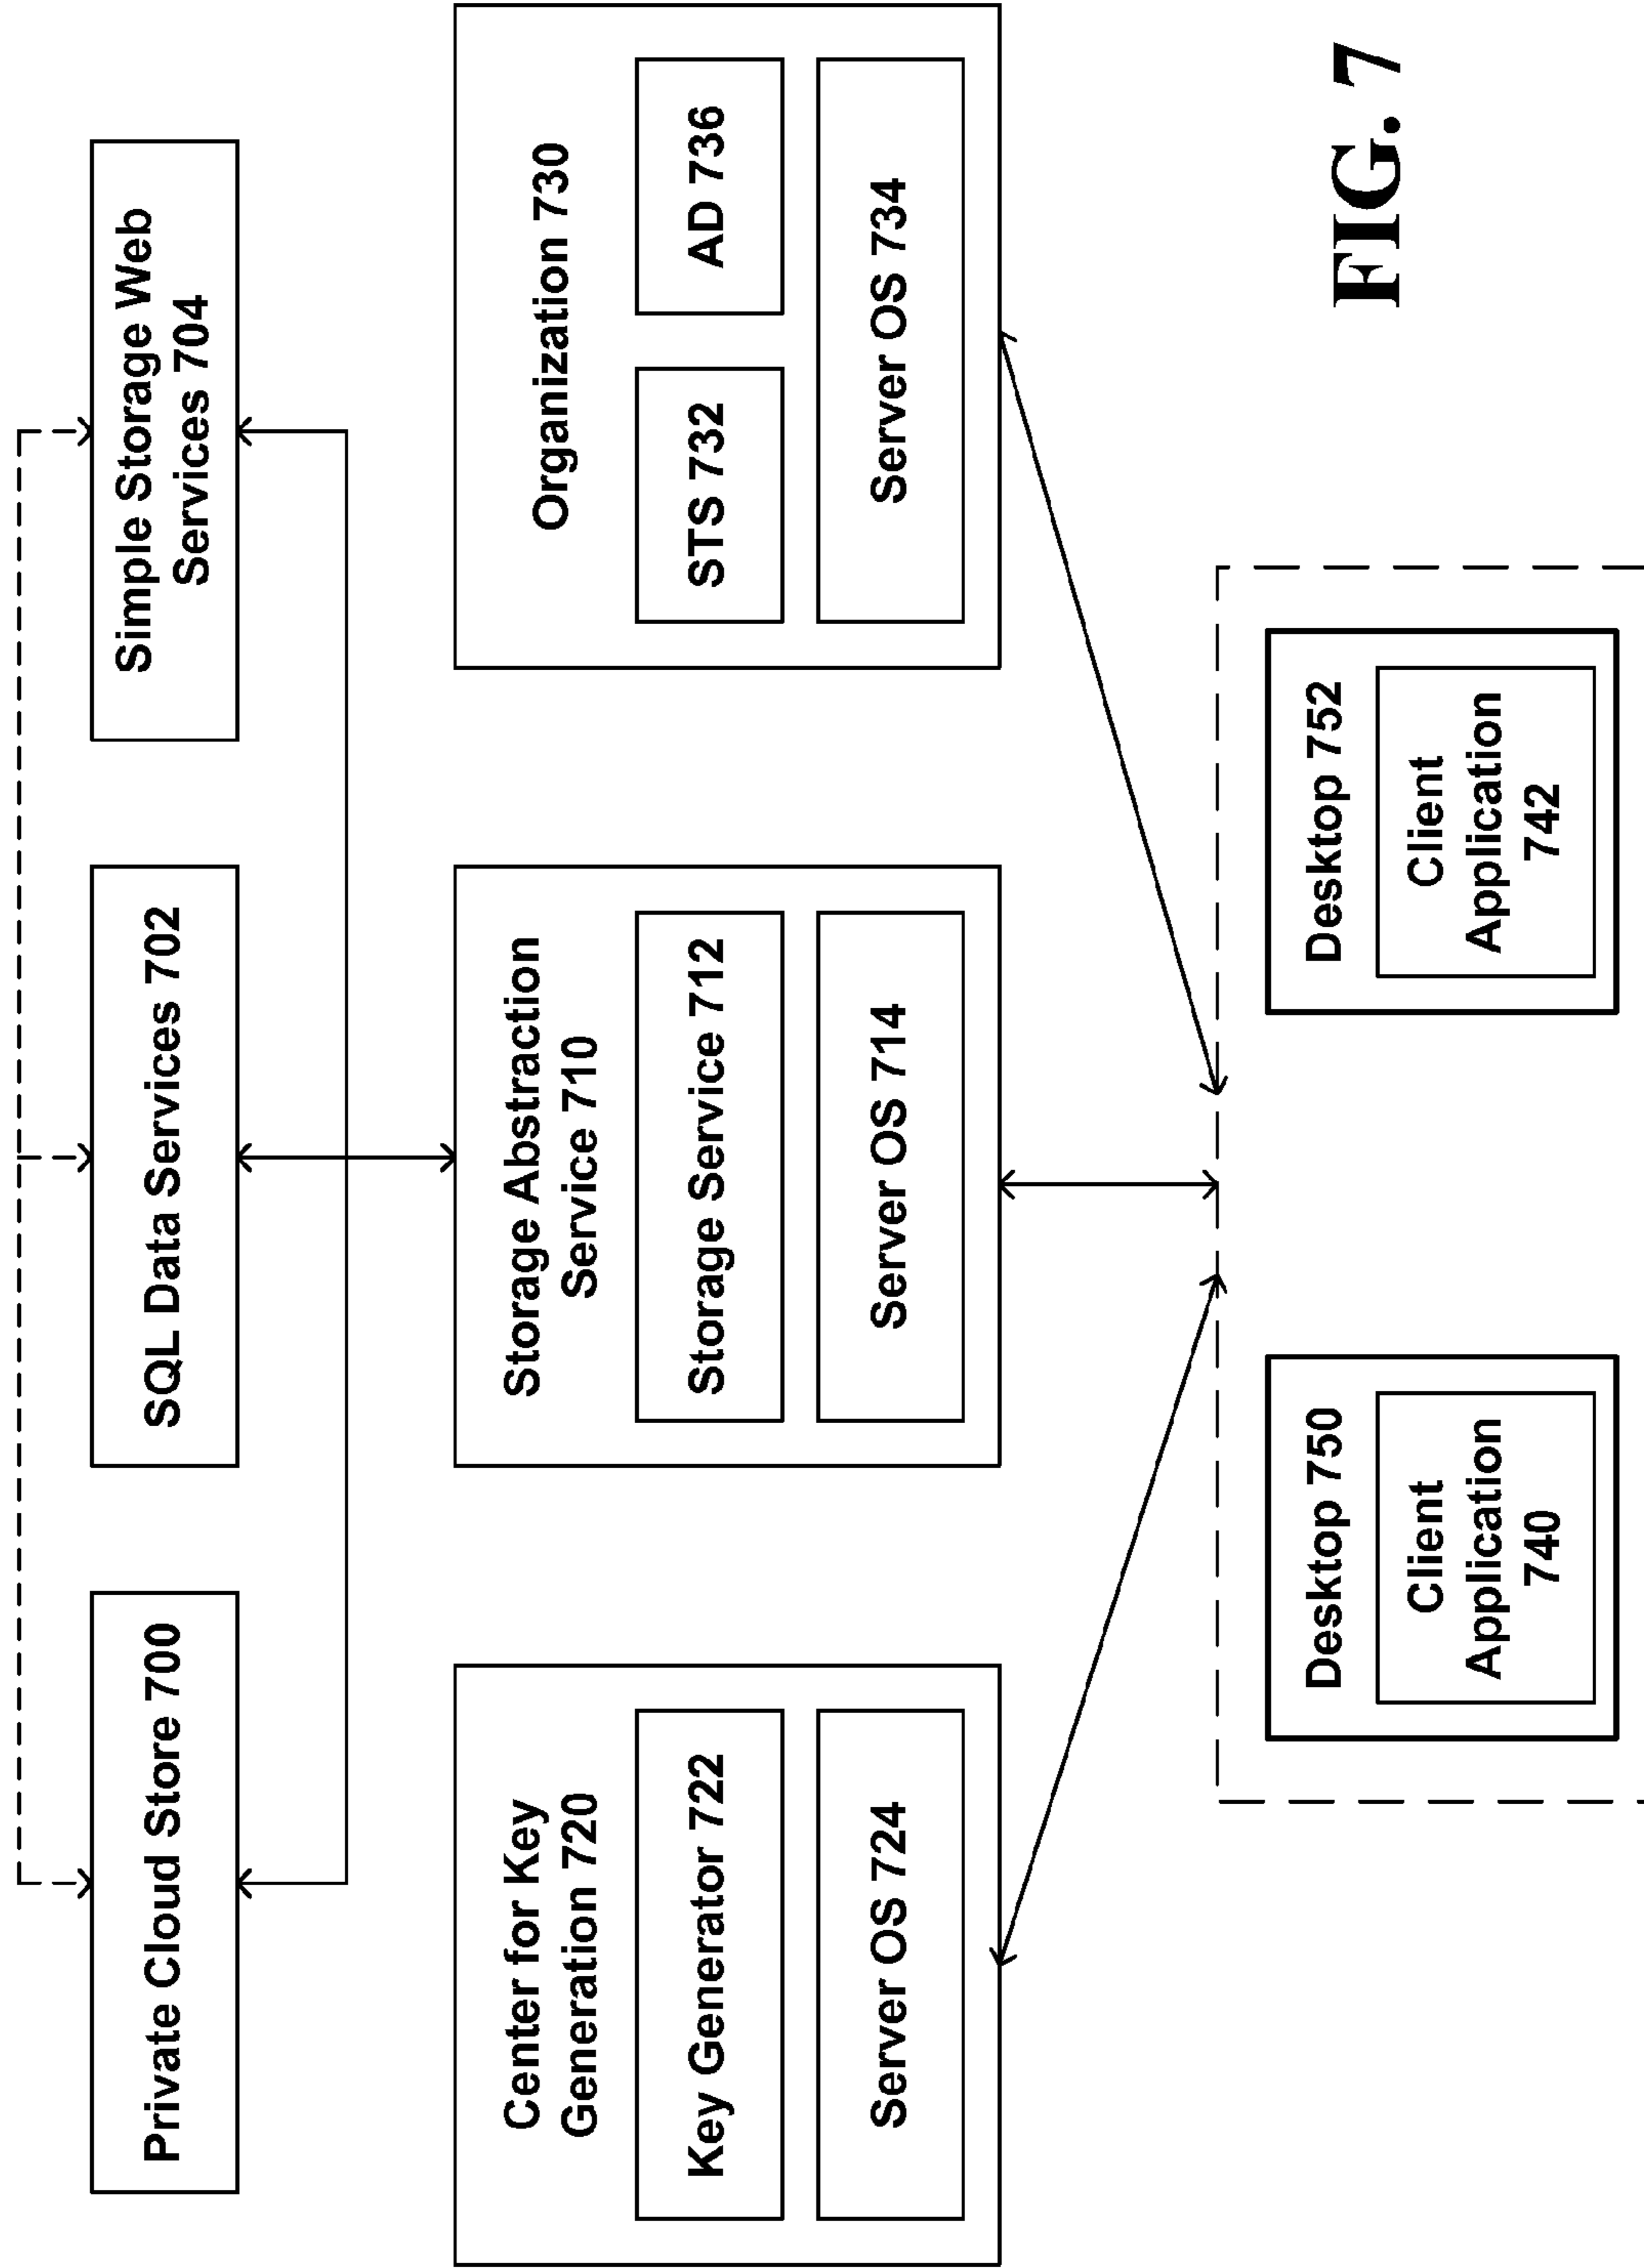 Private Cloud Store 700
SQL Data Services 702
Simple Storage Web
Services 704
Center for Key
Generation 720
Key Generator 722
Server OS 724
Storage Abstraction
Service 710
Storage Service 712
Server OS 714
Organization 730
STS 732
AD 736
Server OS 734
Desktop 750
Client
Application
740
Desktop 752
Client
Application
742
FIG. 7